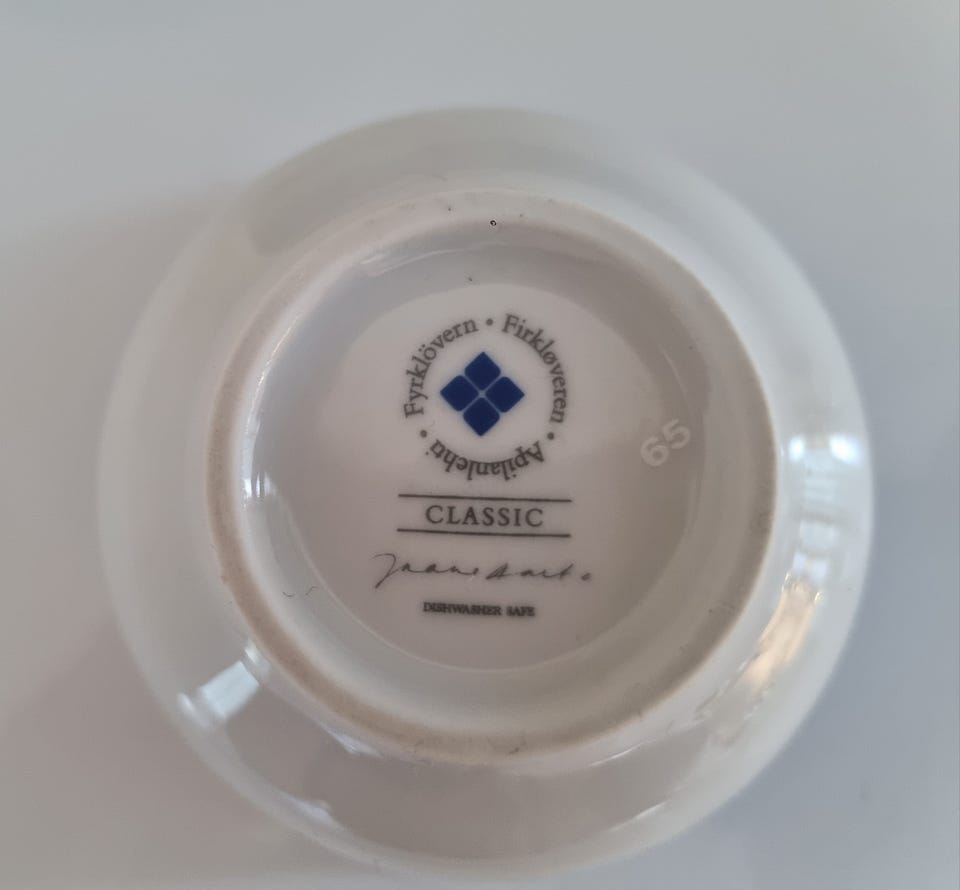 Fyrklövern • Firkløveren • Apilanlehti •
CLASSIC
DISHWASHER SAFE
65